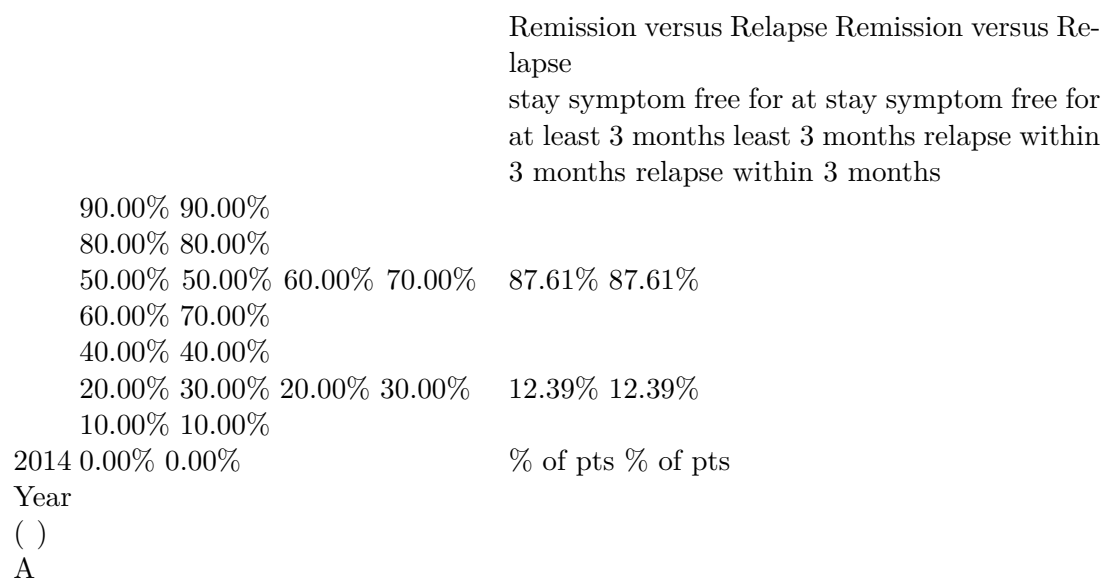 Remission versus Relapse Remission versus Re-
lapse
stay symptom free for at stay symptom free for
at least 3 months least 3 months relapse within
3 months relapse within 3 months
90.00% 90.00%
80.00% 80.00%
50.00% 50.00% 60.00% 70.00% 87.61% 87.61%
60.00% 70.00%
40.00% 40.00%
20.00% 30.00% 20.00% 30.00% 12.39% 12.39%
10.00% 10.00%
2014 0.00% 0.00% % of pts % of pts
Year
( )
A